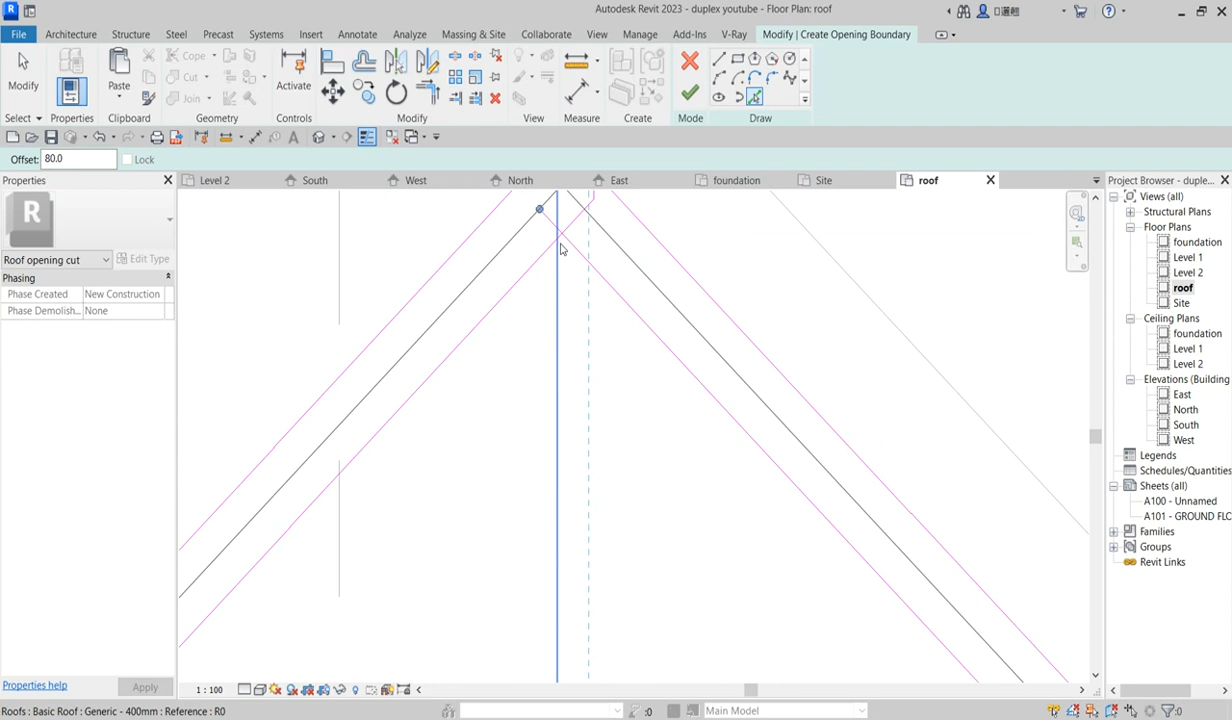 Autodesk Revit 2023 - duplex youtube - Floor Plan: roof
File Architecture Structure Steel Precast Systems Insert Annotate Analyze Massing & Site Collaborate View Manage Add-Ins V-Ray Modify | Create Opening Boundary
Modify Paste Cope Cut Join Activate
Select Properties Clipboard Geometry Controls Modify View Measure Create Mode Draw
Offset: 80.0 Lock
Properties Level 2 South West North East foundation Site roof Project Browser - duple...
Roof opening cut Edit Type
Phasing
Phase Created New Construction
Phase Demolish... None
Views (all)
Structural Plans
Floor Plans
foundation
Level 1
Level 2
roof
Site
Ceiling Plans
foundation
Level 1
Level 2
Elevations (Building
East
North
South
West
Legends
Schedules/Quantities
Sheets (all)
A100 - Unnamed
A101 - GROUND FLC
Families
Groups
Revit Links
Properties help Apply 1 : 100
Roofs : Basic Roof : Generic - 400mm : Reference : R0 :0 Main Model :0